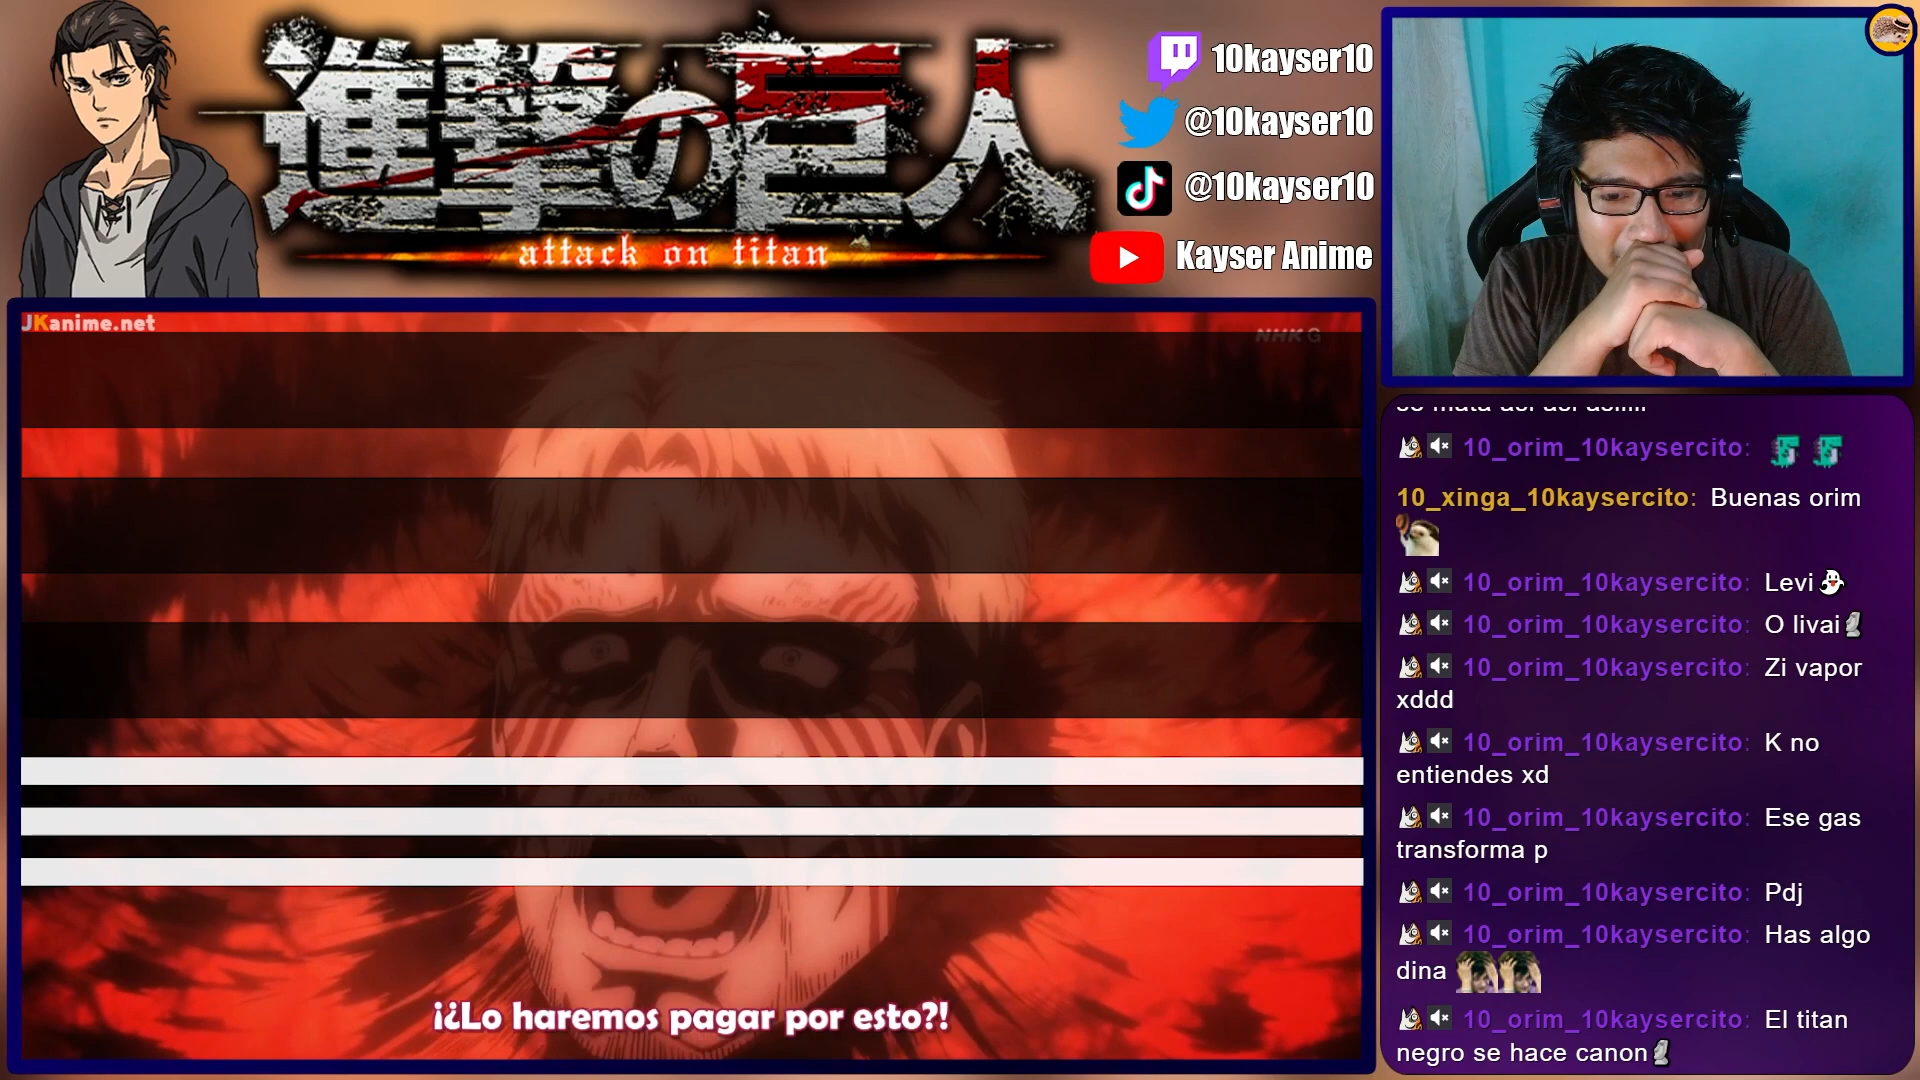 進撃の巨人
attack on titan
10kayser10
@10kayser10
@10kayser10
Kayser Anime
JKanime.net
NHK G
¡¿Lo haremos pagar por esto?!
10_orim_10kaysercito:
10_xinga_10kaysercito: Buenas orim
10_orim_10kaysercito: Levi
10_orim_10kaysercito: O livai
10_orim_10kaysercito: Zi vapor
xddd
10_orim_10kaysercito: K no
entiendes xd
10_orim_10kaysercito: Ese gas
transforma p
10_orim_10kaysercito: Pdj
10_orim_10kaysercito: Has algo
dina
10_orim_10kaysercito: El titan
negro se hace canon